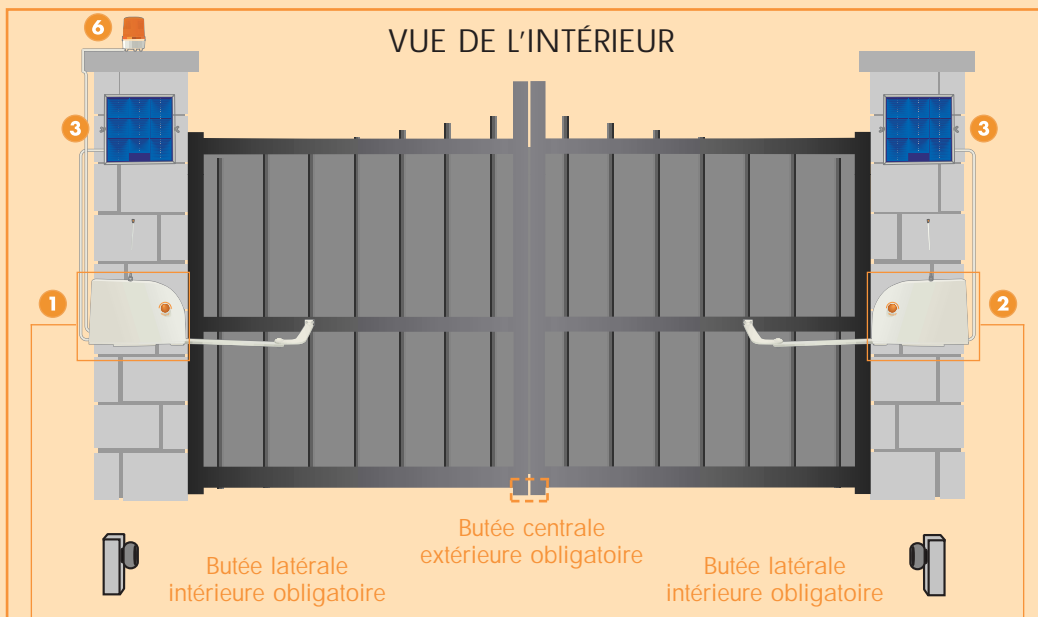 6
VUE DE L'INTÉRIEUR
3
3
1
2
Butée centrale
extérieure obligatoire
Butée latérale
intérieure obligatoire
Butée latérale
intérieure obligatoire